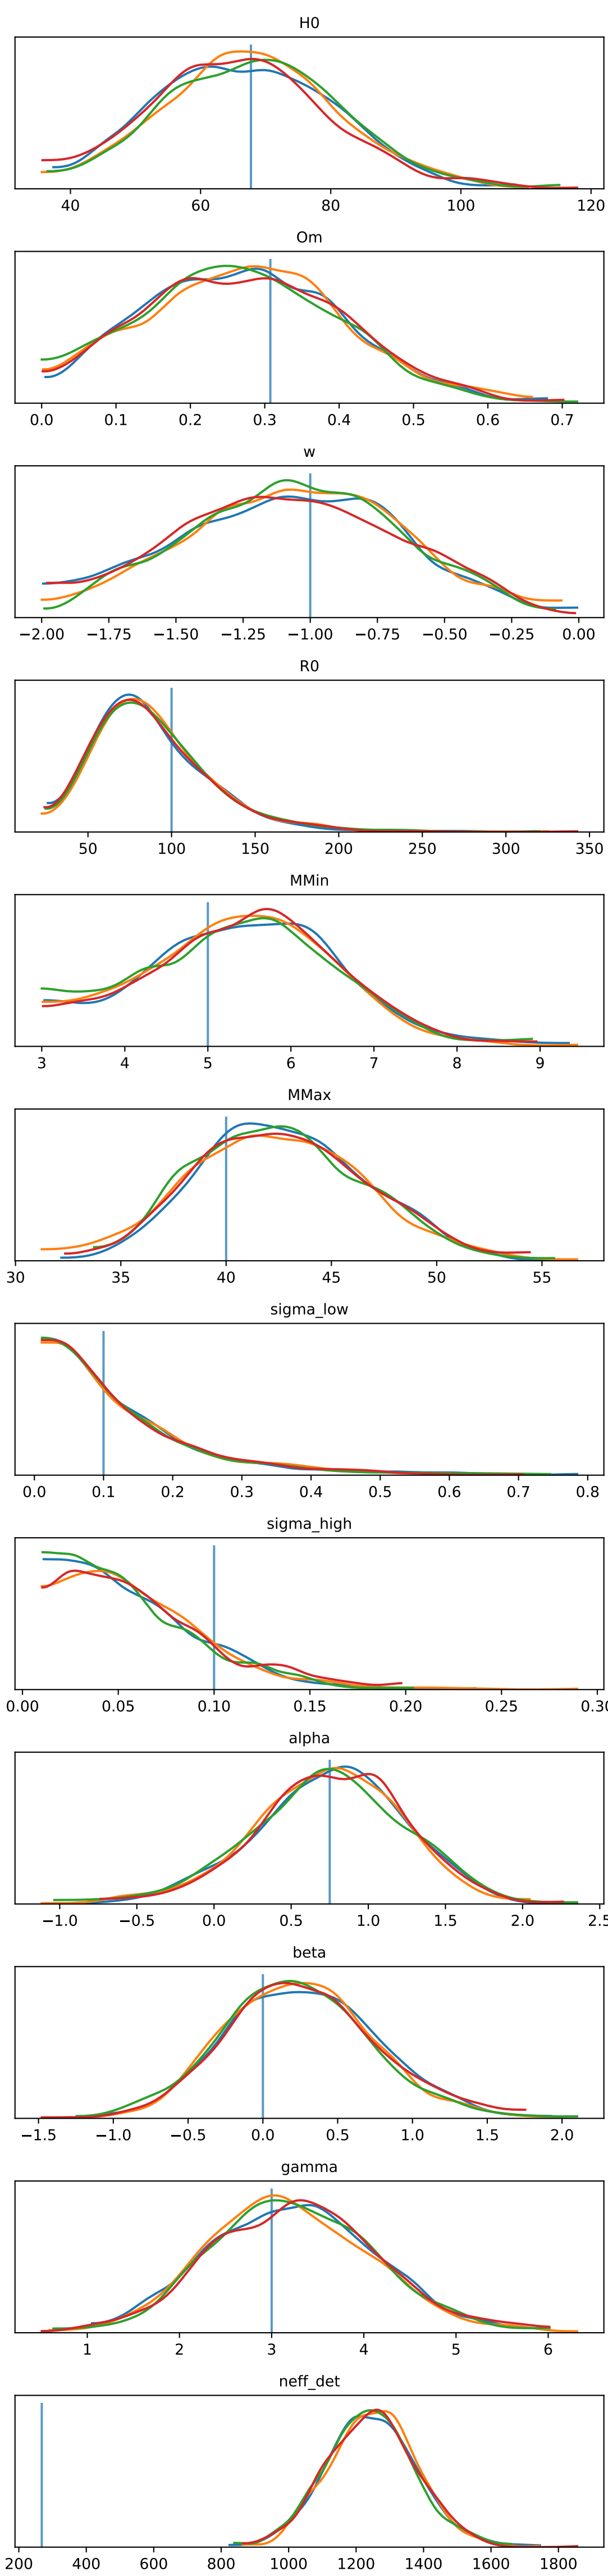 H0
40 60 80 100 120
Om
0.0 0.1 0.2 0.3 0.4 0.5 0.6 0.7
w
−2.00 −1.75 −1.50 −1.25 −1.00 −0.75 −0.50 −0.25 0.00
R0
50 100 150 200 250 300 350
MMin
3 4 5 6 7 8 9
MMax
30 35 40 45 50 55
sigma_low
0.0 0.1 0.2 0.3 0.4 0.5 0.6 0.7 0.8
sigma_high
0.00 0.05 0.10 0.15 0.20 0.25 0.30
alpha
−1.0 −0.5 0.0 0.5 1.0 1.5 2.0 2.5
beta
−1.5 −1.0 −0.5 0.0 0.5 1.0 1.5 2.0
gamma
1 2 3 4 5 6
neff_det
200 400 600 800 1000 1200 1400 1600 1800